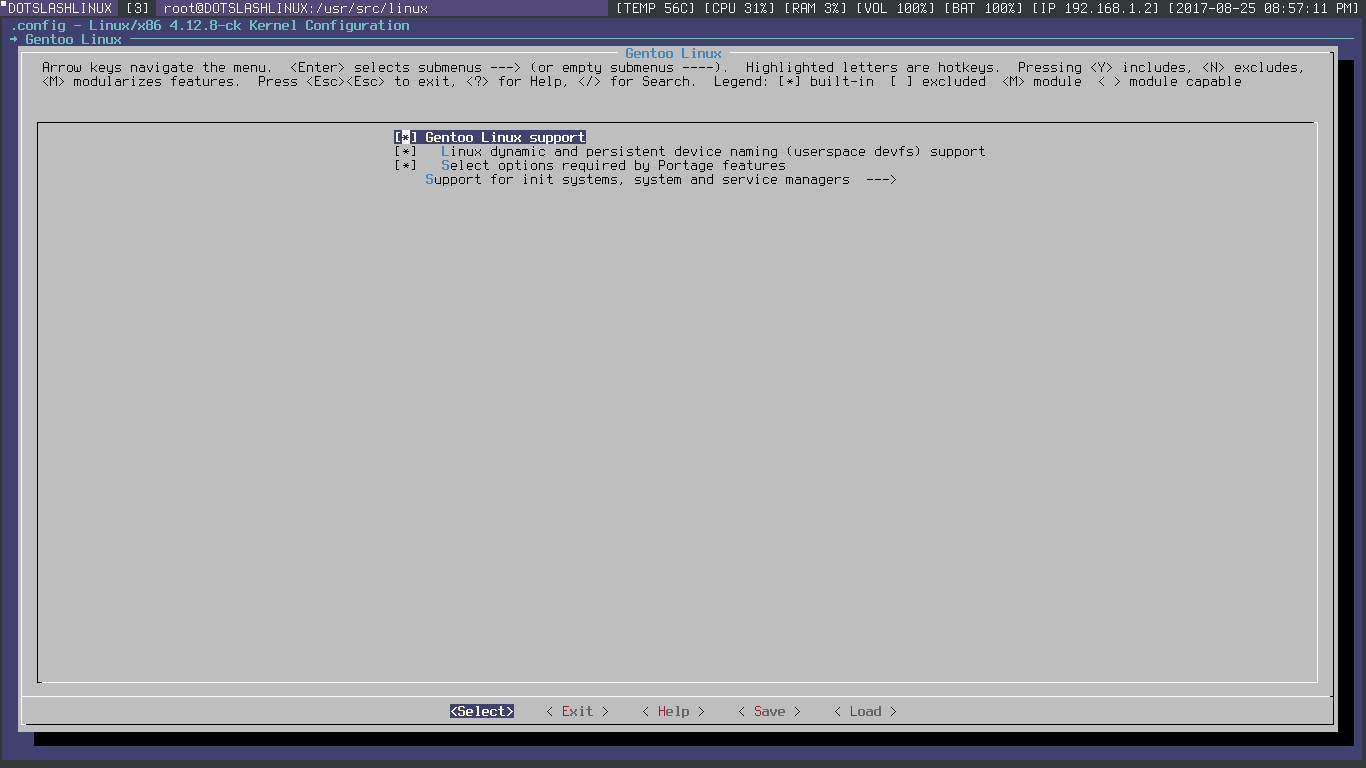 DOTSLASHLINUX [3] root@DOTSLASHLINUX:/usr/src/linux [TEMP 56C] [CPU 31%] [RAM 3%] [VOL 100%] [BAT 100%] [IP 192.168.1.2] [2017-08-25 08:57:11 PM]
.config - Linux/x86 4.12.8-ck Kernel Configuration
→ Gentoo Linux
Gentoo Linux
Arrow keys navigate the menu.  <Enter> selects submenus ---> (or empty submenus ----).  Highlighted letters are hotkeys.  Pressing <Y> includes, <N> excludes,
<M> modularizes features.  Press <Esc><Esc> to exit, <?> for Help, </> for Search.  Legend: [*] built-in  [ ] excluded  <M> module  < > module capable
[*] Gentoo Linux support
[*]   Linux dynamic and persistent device naming (userspace devfs) support
[*]   Select options required by Portage features
Support for init systems, system and service managers  --->
<Select>    < Exit >    < Help >    < Save >    < Load >